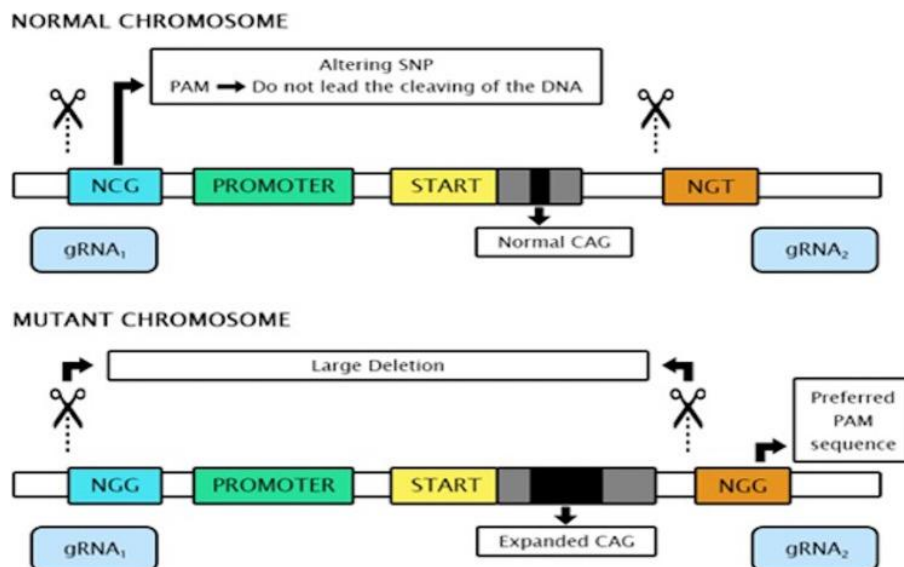 NORMAL CHROMOSOME
Altering SNP
PAM → Do not lead the cleaving of the DNA
NCG
PROMOTER
START
NGT
gRNA₁
Normal CAG
gRNA₂
MUTANT CHROMOSOME
Large Deletion
Preferred
PAM
sequence
NGG
PROMOTER
START
NGG
gRNA₁
Expanded CAG
gRNA₂